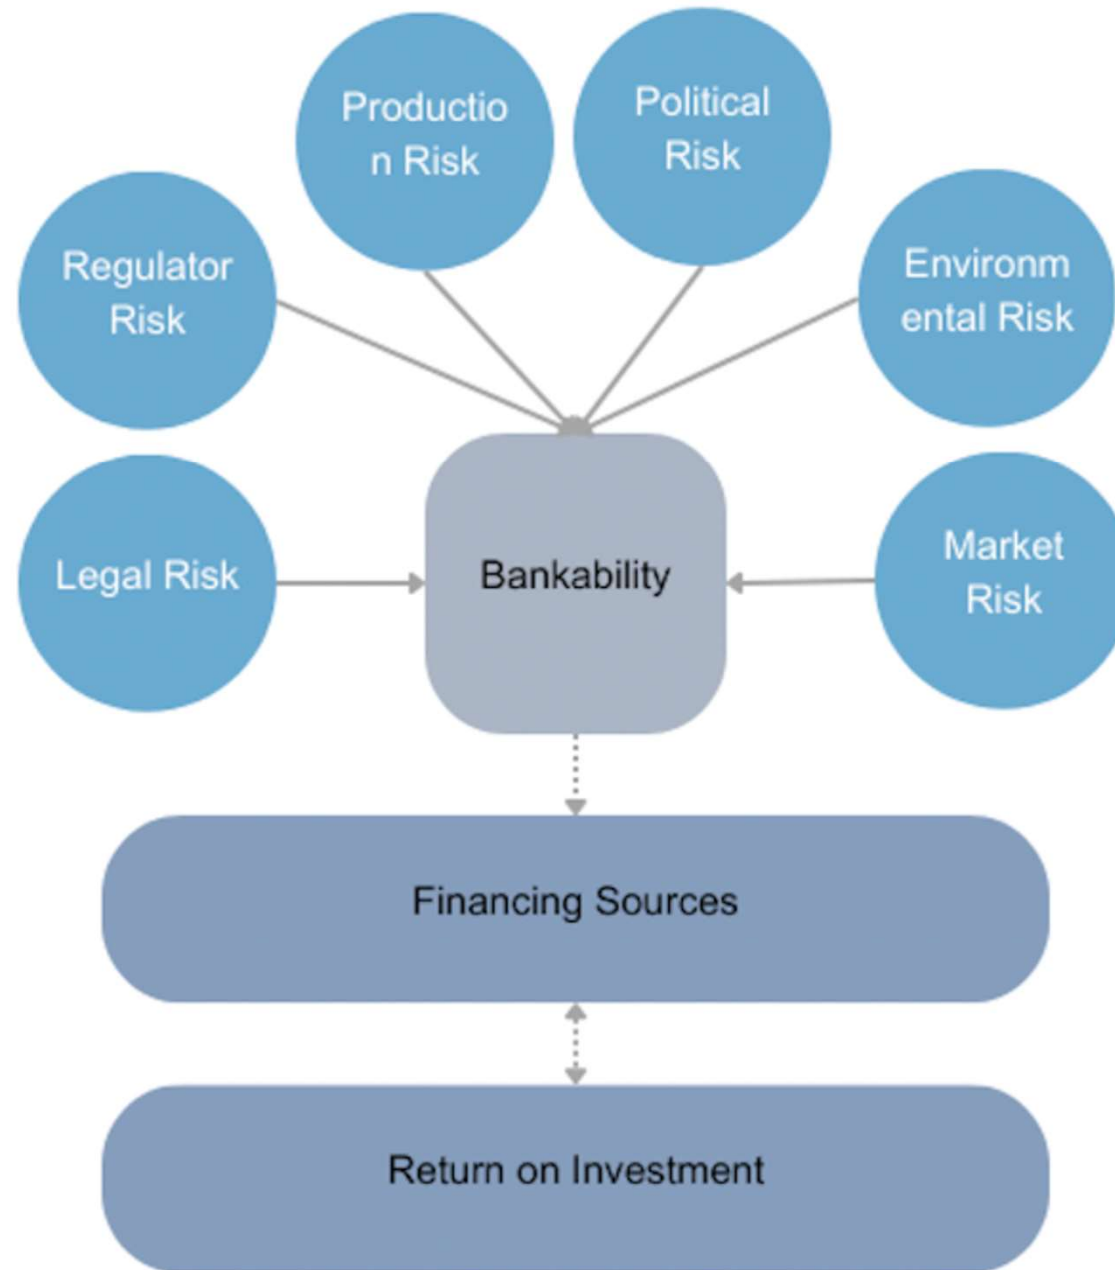 Productio
n Risk
Political
Risk
Regulator
Risk
Environm
ental Risk
Legal Risk
Bankability
Market
Risk
Financing Sources
Return on Investment